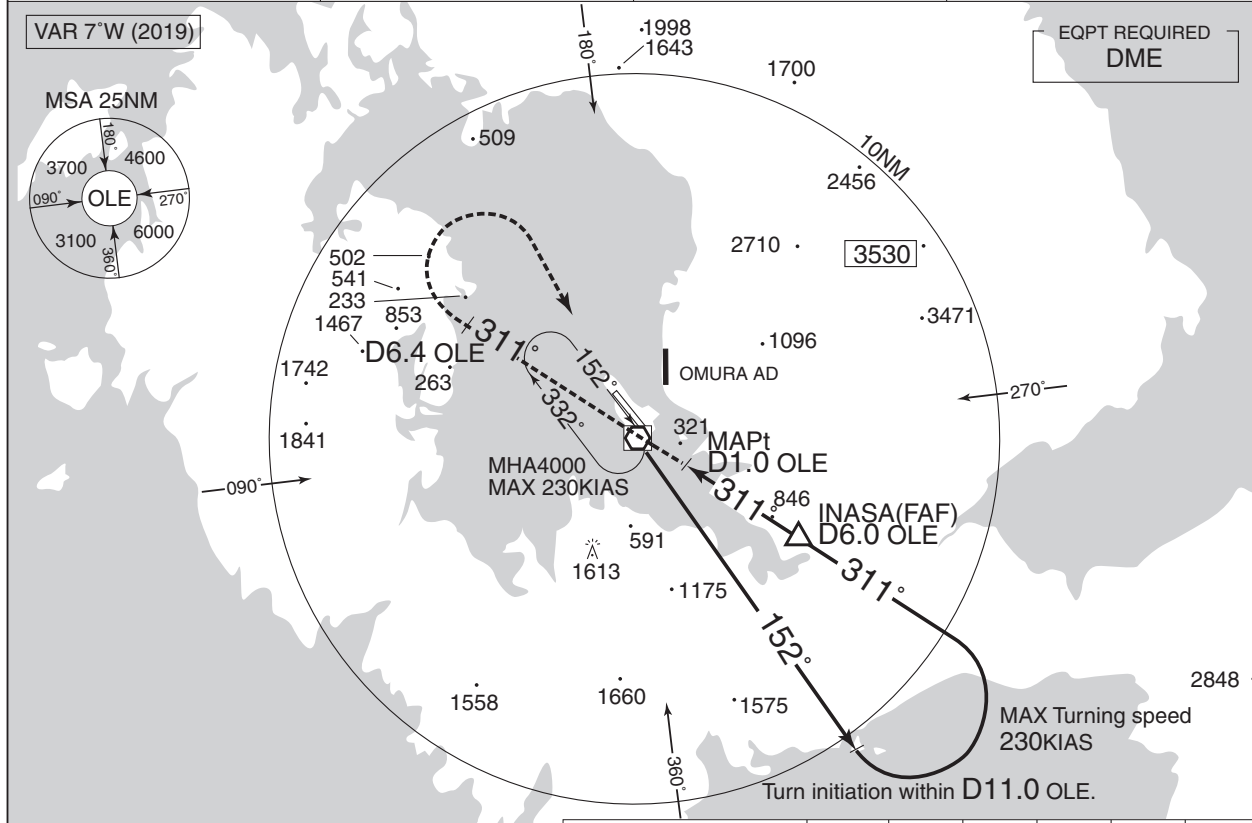 VAR 7°W (2019)
EQPT REQUIRED
DME
MSA 25NM
180°
3700
4600
OLE
090°
270°
3100
6000
360°
180°
1998
1643
1700
509
10NM
2456
2710
3530
502
541
233
853
1467
D6.4 OLE
311°
152°
332°
3471
1096
OMURA AD
1742
263
270°
1841
321
MAPt
D1.0 OLE
MHA4000
MAX 230KIAS
090°
311°
846
INASA(FAF)
D6.0 OLE
591
1613
311°
1175
152°
1558
1660
1575
2848
MAX Turning speed
230KIAS
360°
Turn initiation within D11.0 OLE.